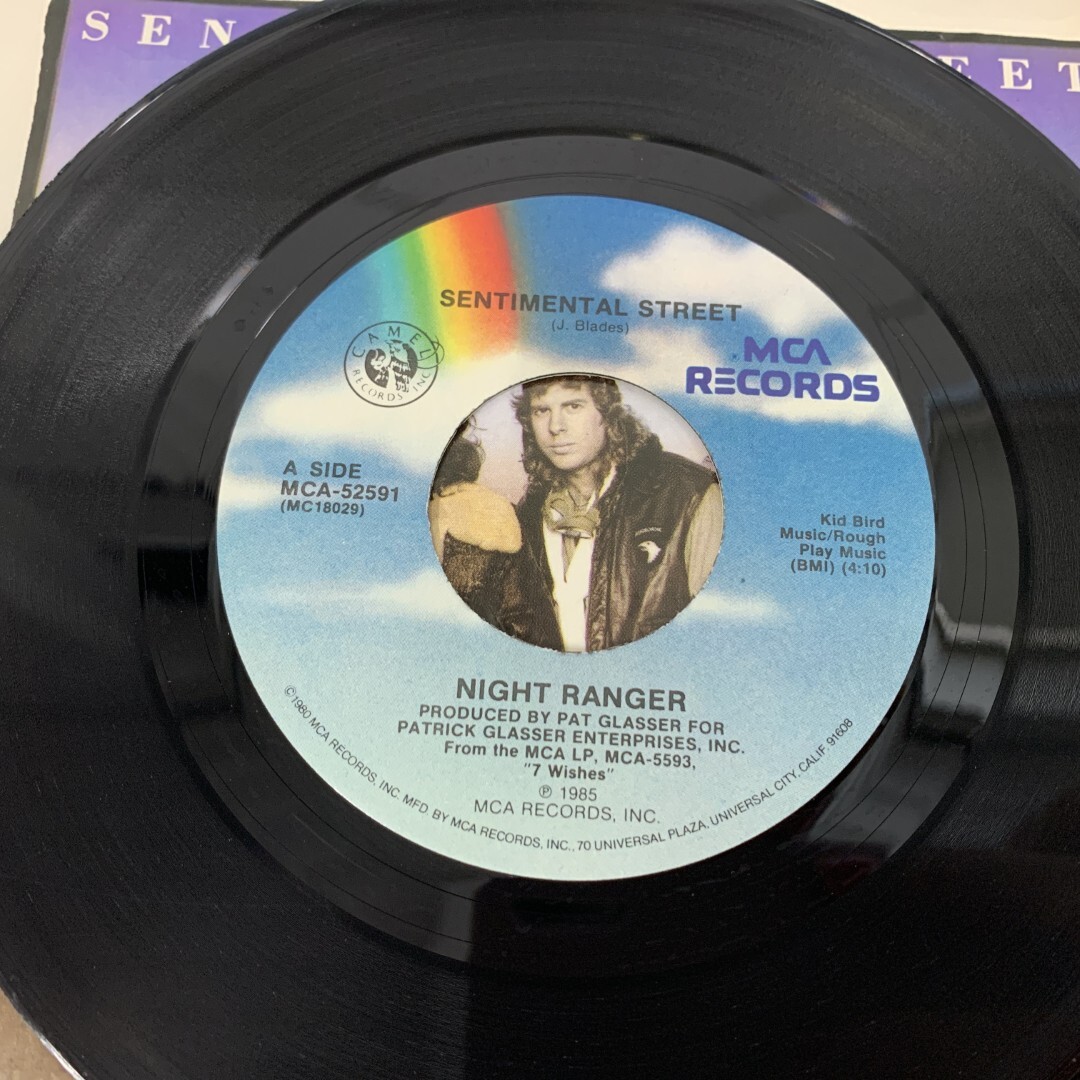 SEN
EET
SENTIMENTAL STREET
(J. Blades)
CAMEL
RECORDS, INC.
MCA
RECORDS
A SIDE
MCA-52591
(MC18029)
Kid Bird
Music/Rough
Play Music
(BMI) (4:10)
NIGHT RANGER
PRODUCED BY PAT GLASSER FOR
PATRICK GLASSER ENTERPRISES, INC.
From the MCA LP, MCA-5593,
"7 Wishes"
℗ 1985
MCA RECORDS, INC.
©1980 MCA RECORDS, INC. MFD. BY MCA RECORDS, INC., 70 UNIVERSAL PLAZA, UNIVERSAL CITY, CALIF. 91608